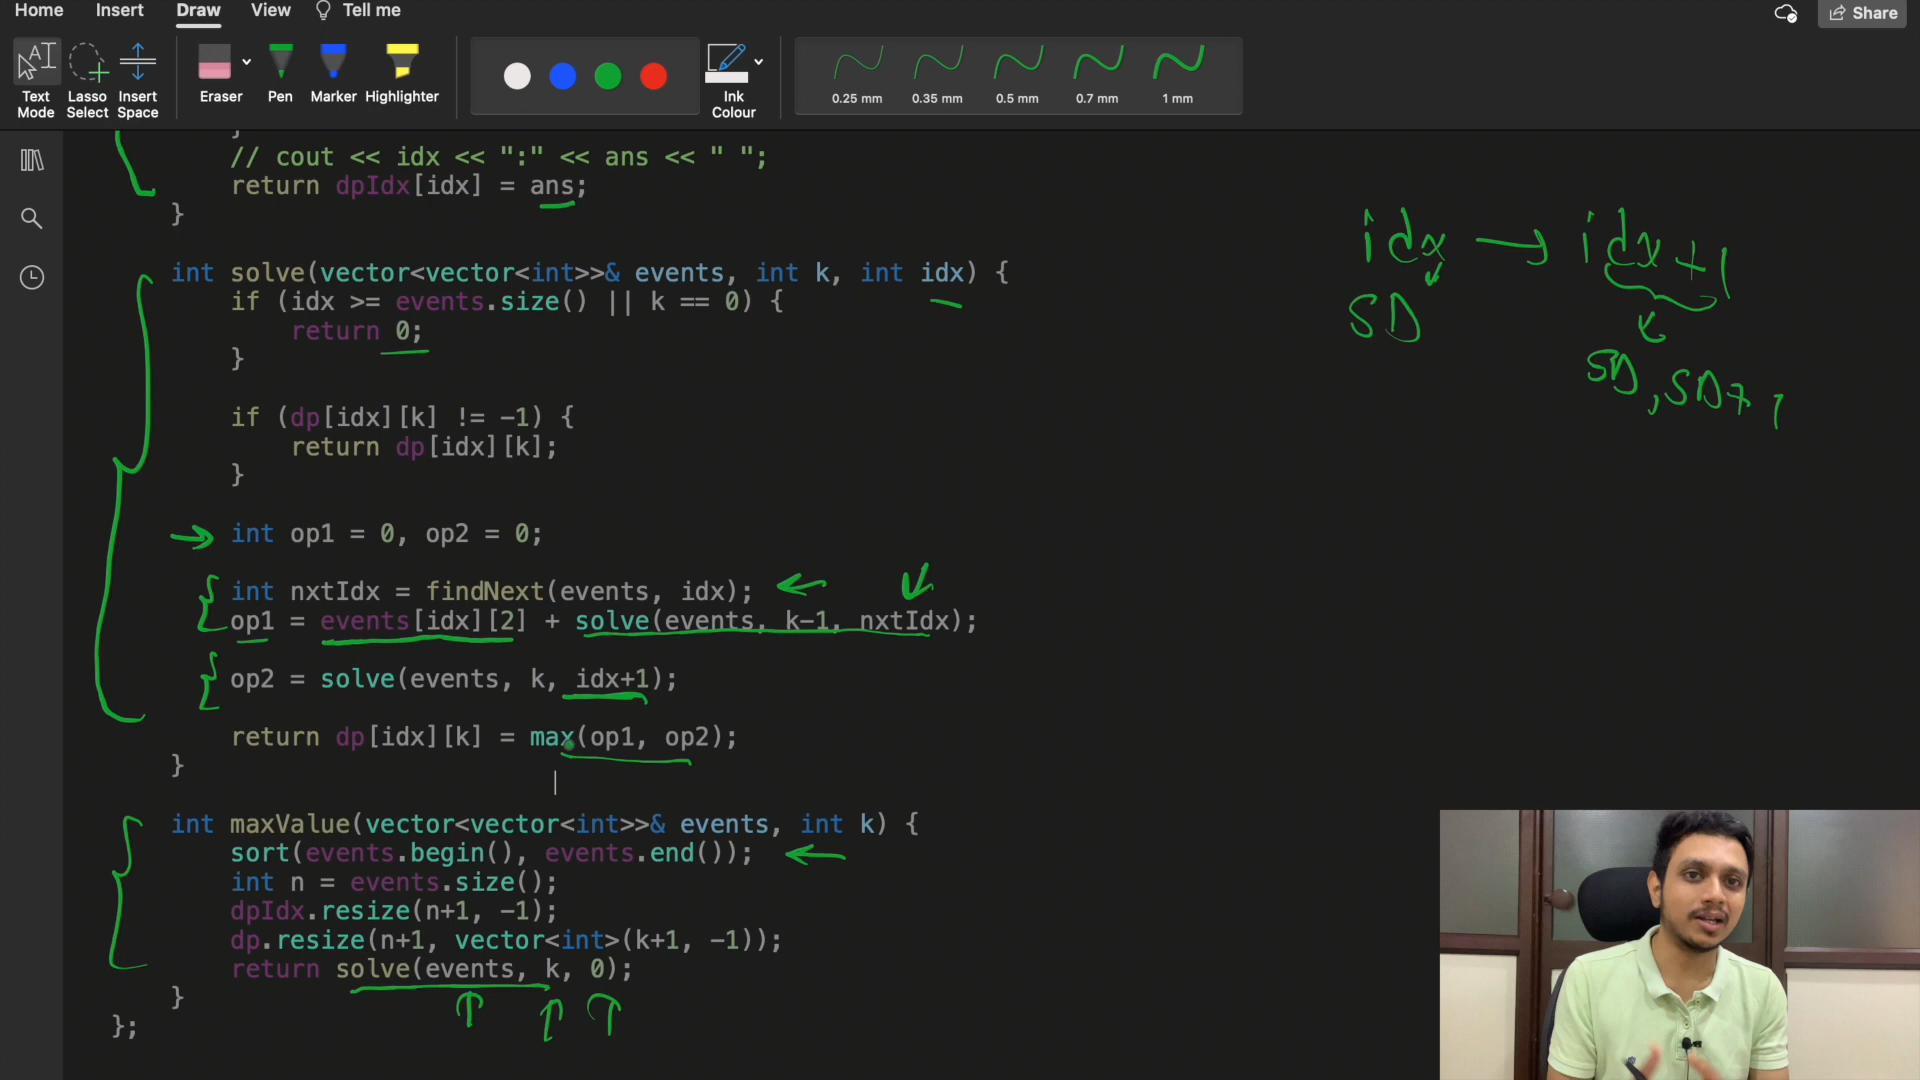 Home Insert Draw View Tell me Share
Text Mode Lasso Select Insert Space Eraser Pen Marker Highlighter Ink Colour 0.25 mm 0.35 mm 0.5 mm 0.7 mm 1 mm
}
// cout << idx << ":" << ans << " ";
return dpIdx[idx] = ans;
}
int solve(vector<vector<int>>& events, int k, int idx) {
if (idx >= events.size() || k == 0) {
return 0;
}
if (dp[idx][k] != -1) {
return dp[idx][k];
}
int op1 = 0, op2 = 0;
int nxtIdx = findNext(events, idx);
op1 = events[idx][2] + solve(events, k-1, nxtIdx);
op2 = solve(events, k, idx+1);
return dp[idx][k] = max(op1, op2);
}
int maxValue(vector<vector<int>>& events, int k) {
sort(events.begin(), events.end());
int n = events.size();
dpIdx.resize(n+1, -1);
dp.resize(n+1, vector<int>(k+1, -1));
return solve(events, k, 0);
}
};
idx → idx+1
SD
SD, SD+1